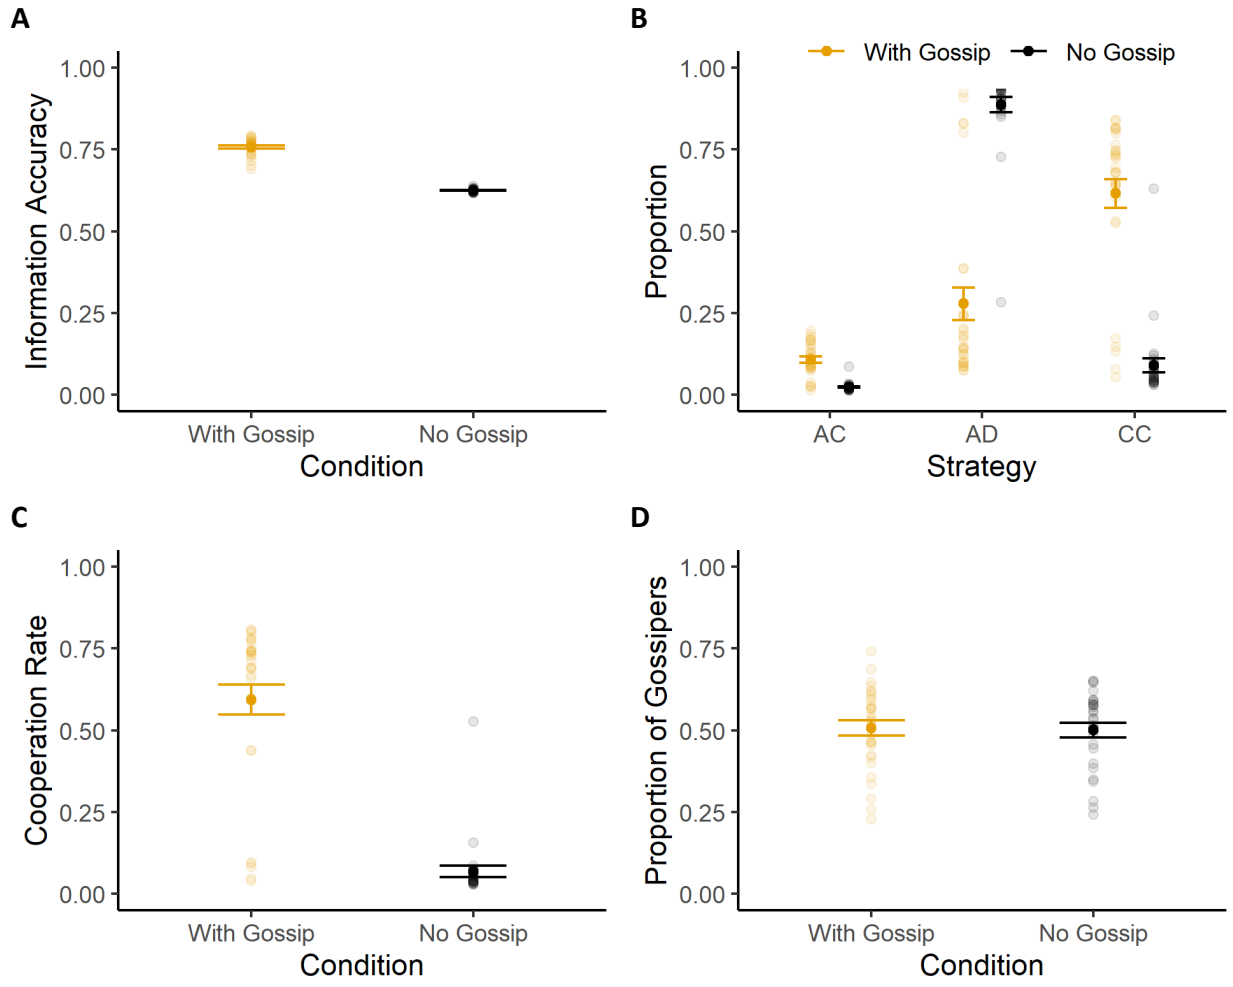 A
1.00
0.75
0.50
0.25
0.00
Information Accuracy
With Gossip No Gossip
Condition
B
With Gossip No Gossip
1.00
0.75
0.50
0.25
0.00
Proportion
AC AD CC
Strategy
C
1.00
0.75
0.50
0.25
0.00
Cooperation Rate
With Gossip No Gossip
Condition
D
1.00
0.75
0.50
0.25
0.00
Proportion of Gossipers
With Gossip No Gossip
Condition